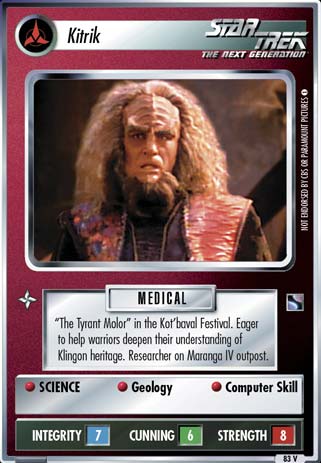 Kitrik
STAR TREK
THE NEXT GENERATION
NOT ENDORSED BY CBS OR PARAMOUNT PICTURES
MEDICAL
"The Tyrant Molor" in the Kot'baval Festival. Eager
to help warriors deepen their understanding of
Klingon heritage. Researcher on Maranga IV outpost.
SCIENCE Geology Computer Skill
INTEGRITY 7 CUNNING 6 STRENGTH 8
83 V